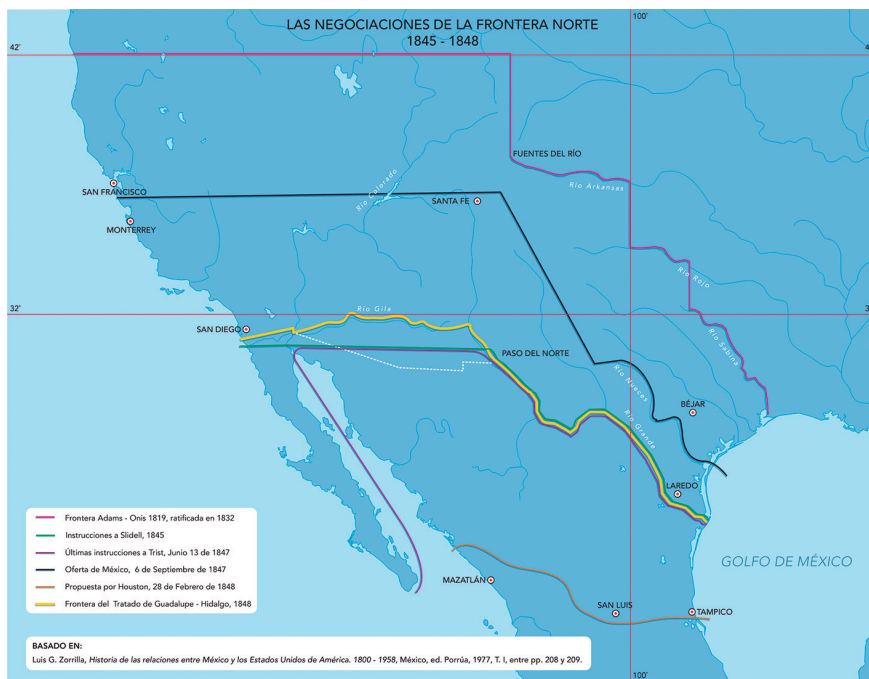 LAS NEGOCIACIONES DE LA FRONTERA NORTE
1845 - 1848
100'
42'
4
FUENTES DEL RÍO
Río Arkansas
Río Colorado
SAN FRANCISCO
SANTA FE
MONTERREY
Río Rojo
32'
3
Río Gila
SAN DIEGO
Río Sabina
PASO DEL NORTE
Río Nueces
BÉJAR
Río Grande
LAREDO
Frontera Adams - Onis 1819, ratificada en 1832
Instrucciones a Slidell, 1845
Últimas instrucciones a Trist, Junio 13 de 1847
Oferta de México, 6 de Septiembre de 1847
Propuesta por Houston, 28 de Febrero de 1848
Frontera del Tratado de Guadalupe - Hidalgo, 1848
GOLFO DE MÉXICO
MAZATLÁN
SAN LUIS
TAMPICO
BASADO EN:
Luis G. Zorrilla, Historia de las relaciones entre México y los Estados Unidos de América. 1800 - 1958, México, ed. Porrúa, 1977, T. I, entre pp. 208 y 209.
100'